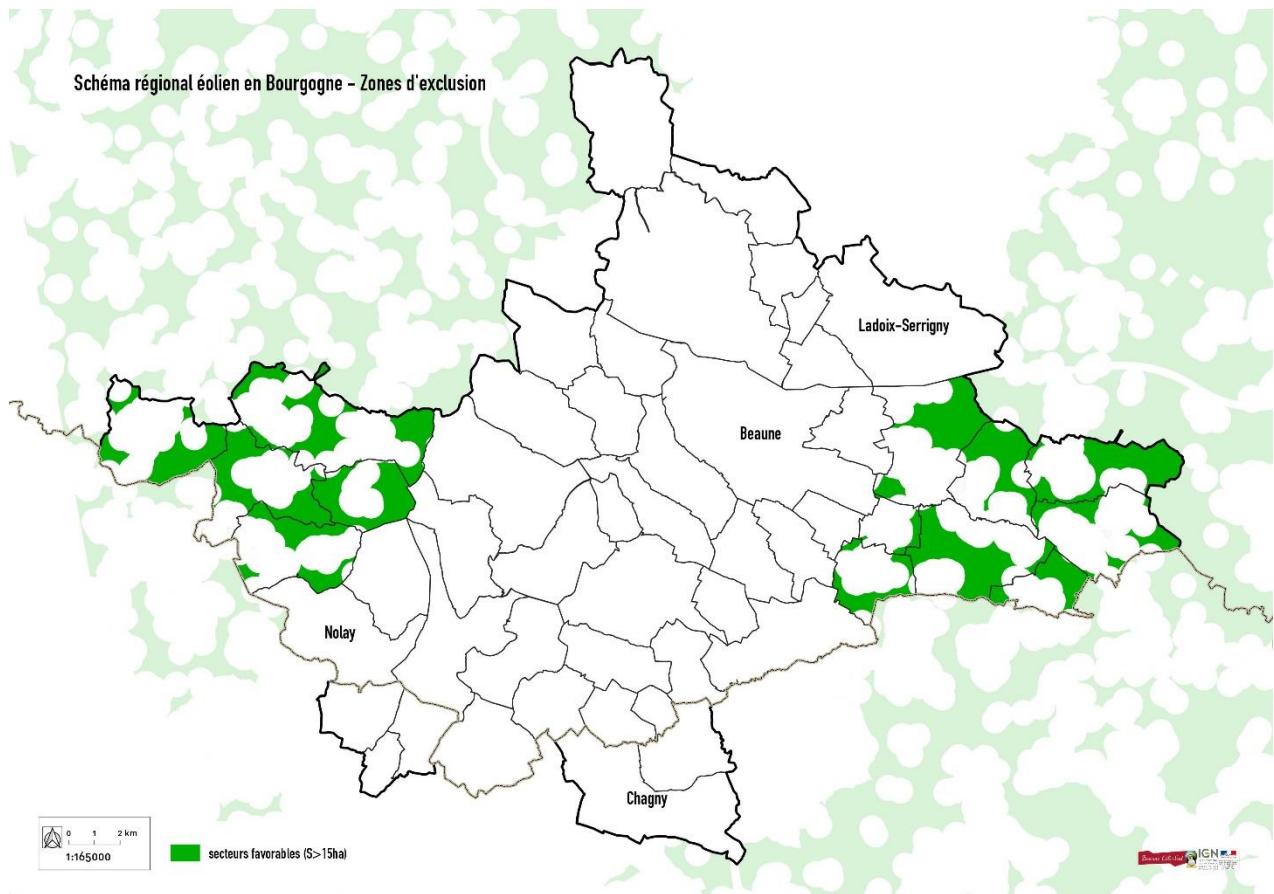 Schéma régional éolien en Bourgogne - Zones d'exclusion
Ladoix-Serrigny
Beaune
Nolay
Chagny
0 1 2 km
1:165000
secteurs favorables (S>15ha)
IGN